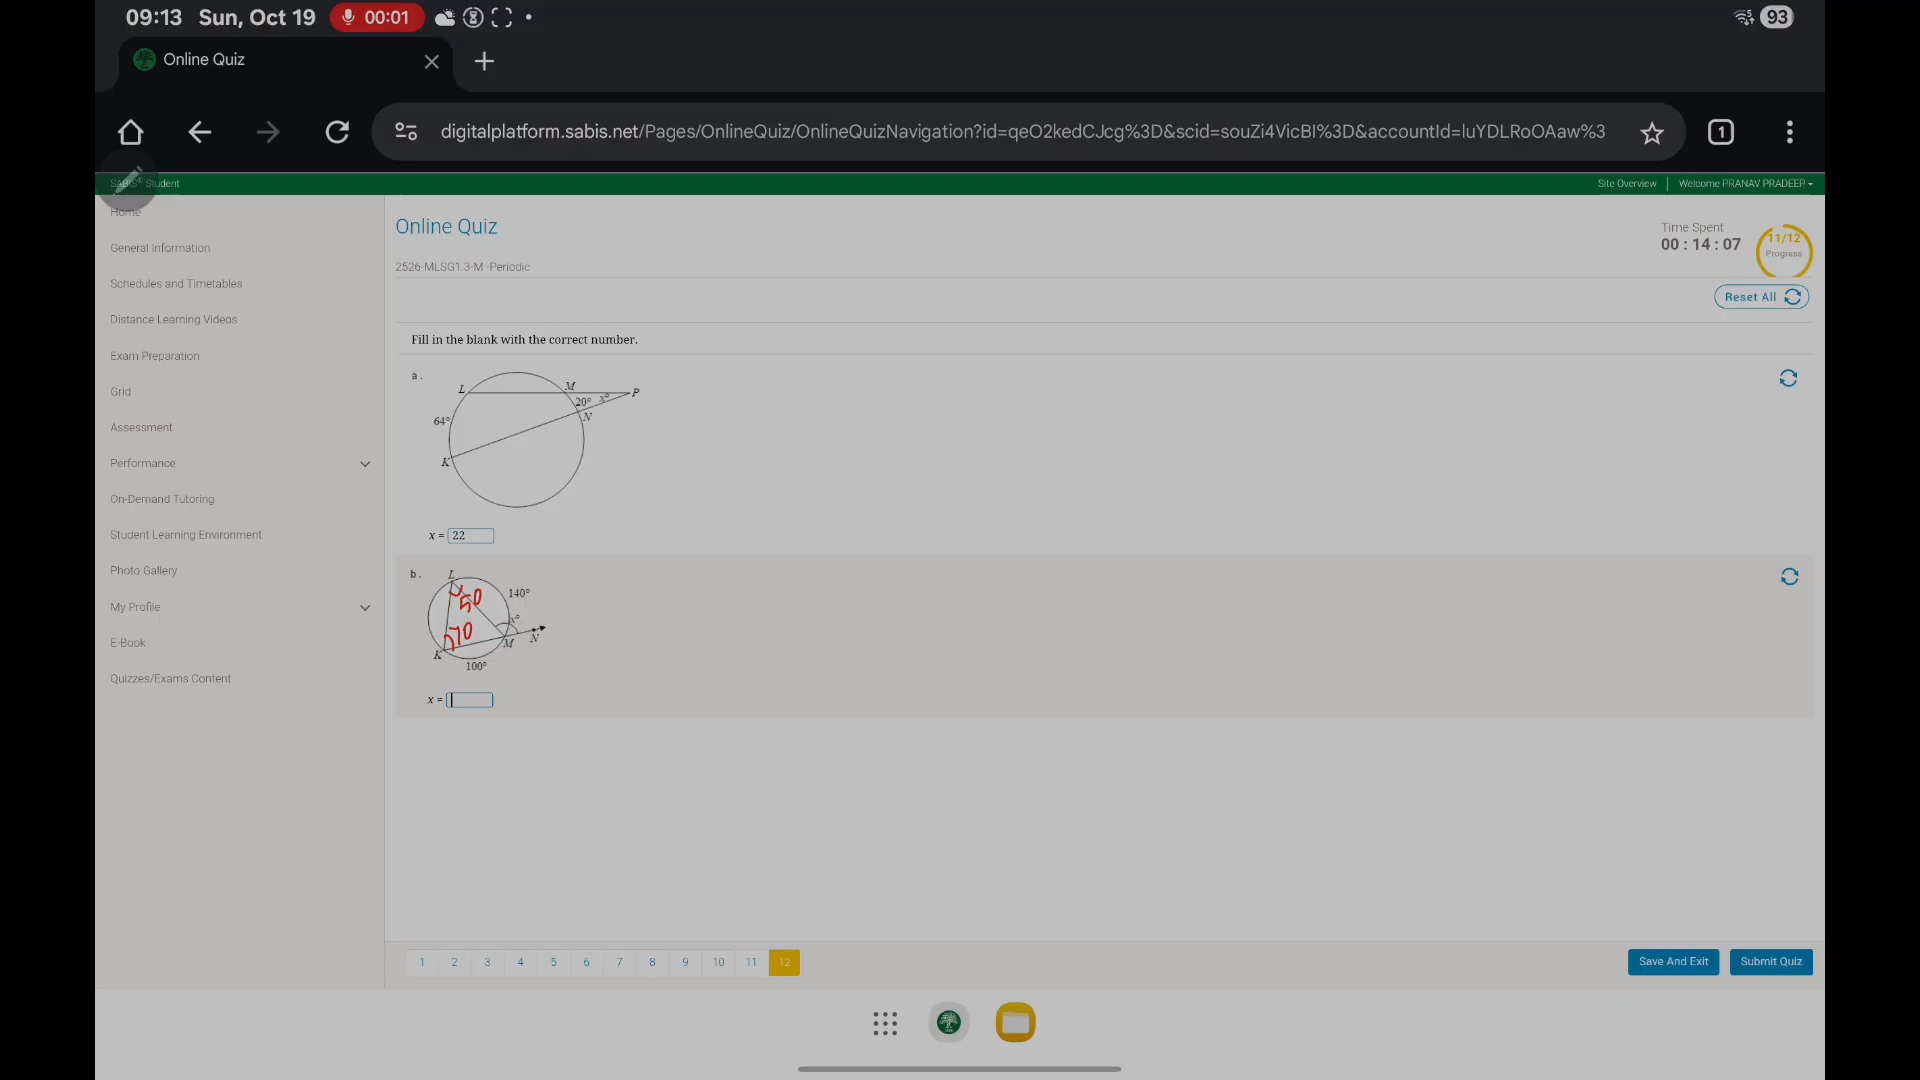 09:13 Sun, Oct 19 00:01 93
Online Quiz
digitalplatform.sabis.net/Pages/OnlineQuiz/OnlineQuizNavigation?id=qeO2kedCJcg%3D&scid=souZi4VicBI%3D&accountId=luYDLRoOAaw%3 1
SABIS® Student Site Overview Welcome PRANAV PRADEEP
Home
General Information
Schedules and Timetables
Distance Learning Videos
Exam Preparation
Grid
Assessment
Performance
On-Demand Tutoring
Student Learning Environment
Photo Gallery
My Profile
E-Book
Quizzes/Exams Content
Online Quiz
Time Spent
00 : 14 : 07
11/12
Progress
2526-MLSG1.3-M -Periodic
Reset All
Fill in the blank with the correct number.
a.
L M P
20° x°
N
64°
K
x = 22
b.
L
140°
50
x°
70
M N
K
100°
x =
1 2 3 4 5 6 7 8 9 10 11 12
Save And Exit Submit Quiz